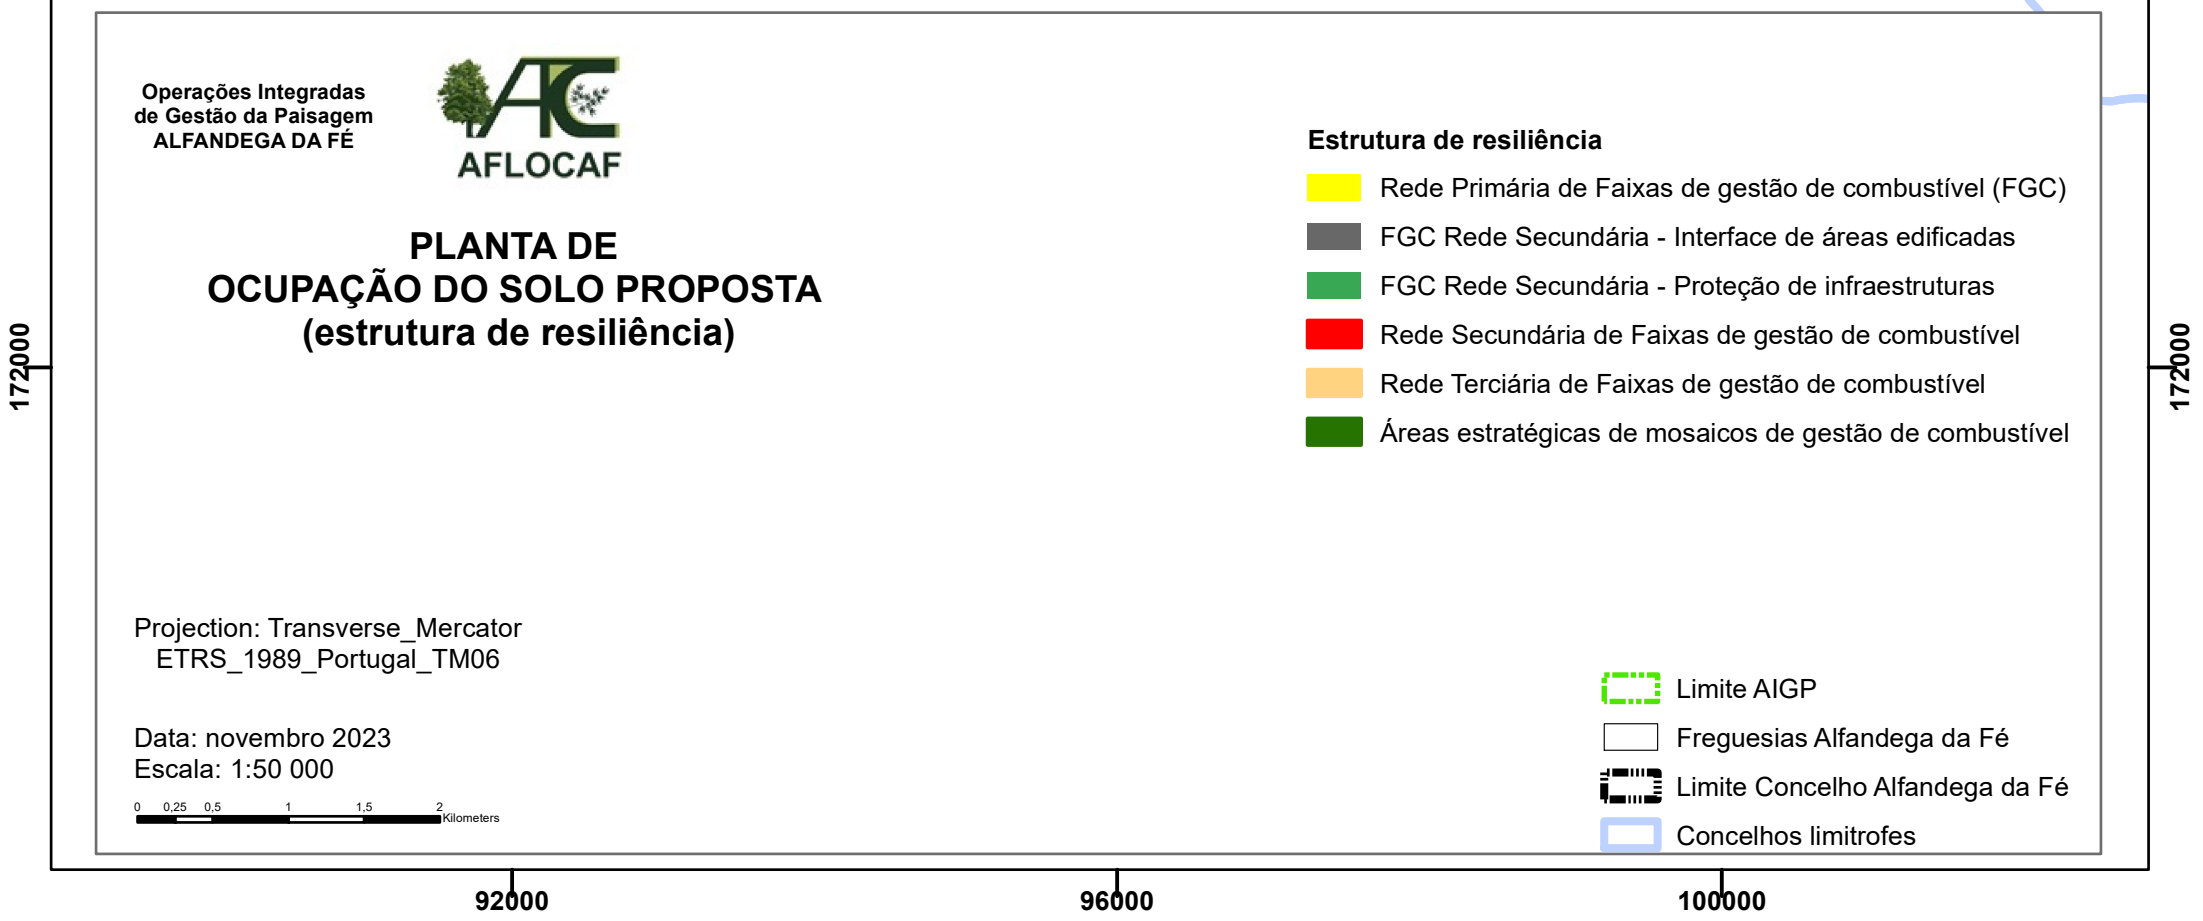 Operações Integradas
de Gestão da Paisagem
ALFANDEGA DA FÉ
AFC
AFLOCAF
PLANTA DE
OCUPAÇÃO DO SOLO PROPOSTA
(estrutura de resiliência)
Estrutura de resiliência
Rede Primária de Faixas de gestão de combustível (FGC)
FGC Rede Secundária - Interface de áreas edificadas
FGC Rede Secundária - Proteção de infraestruturas
Rede Secundária de Faixas de gestão de combustível
Rede Terciária de Faixas de gestão de combustível
Áreas estratégicas de mosaicos de gestão de combustível
172000
172000
Projection: Transverse_Mercator
ETRS_1989_Portugal_TM06
Data: novembro 2023
Escala: 1:50 000
0 0,25 0,5 1 1,5 2
Kilometers
Limite AIGP
Freguesias Alfandega da Fé
Limite Concelho Alfandega da Fé
Concelhos limitrofes
92000
96000
100000